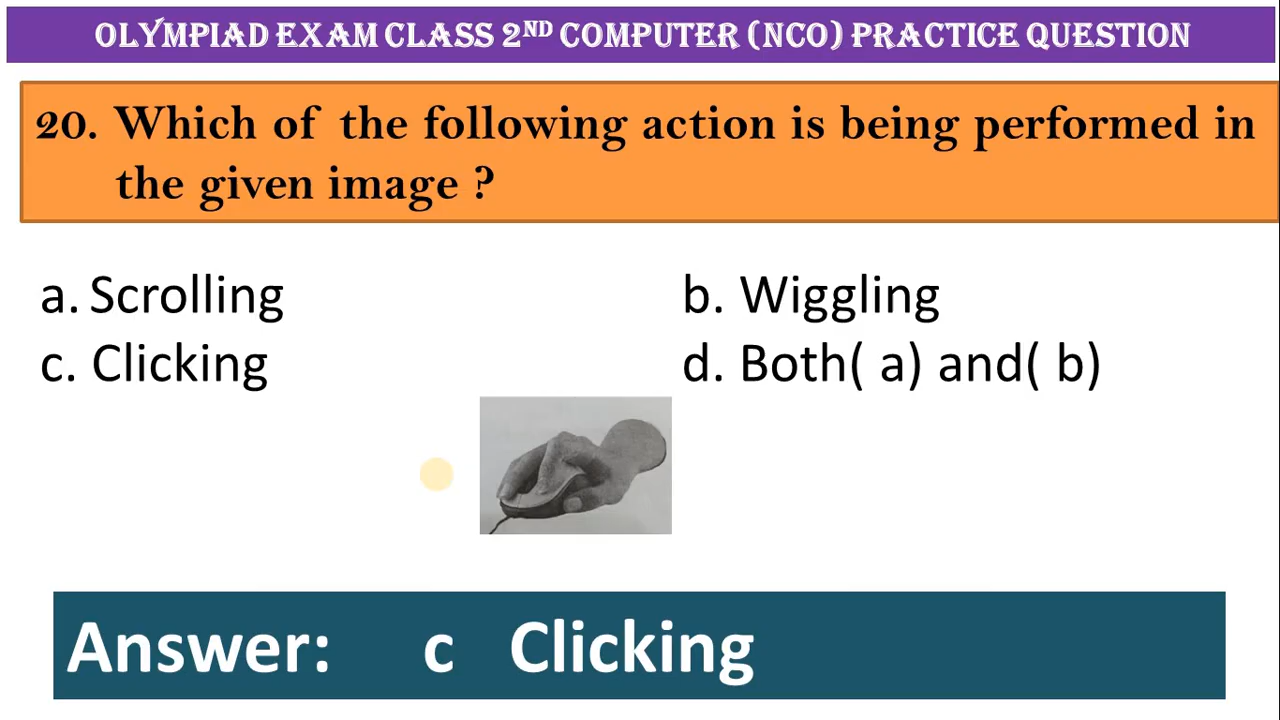 OLYMPIAD EXAM CLASS 2ND COMPUTER (NCO) PRACTICE QUESTION
20. Which of the following action is being performed in
the given image ?
a. Scrolling
b. Wiggling
c. Clicking
d. Both( a) and( b)
Answer: c Clicking